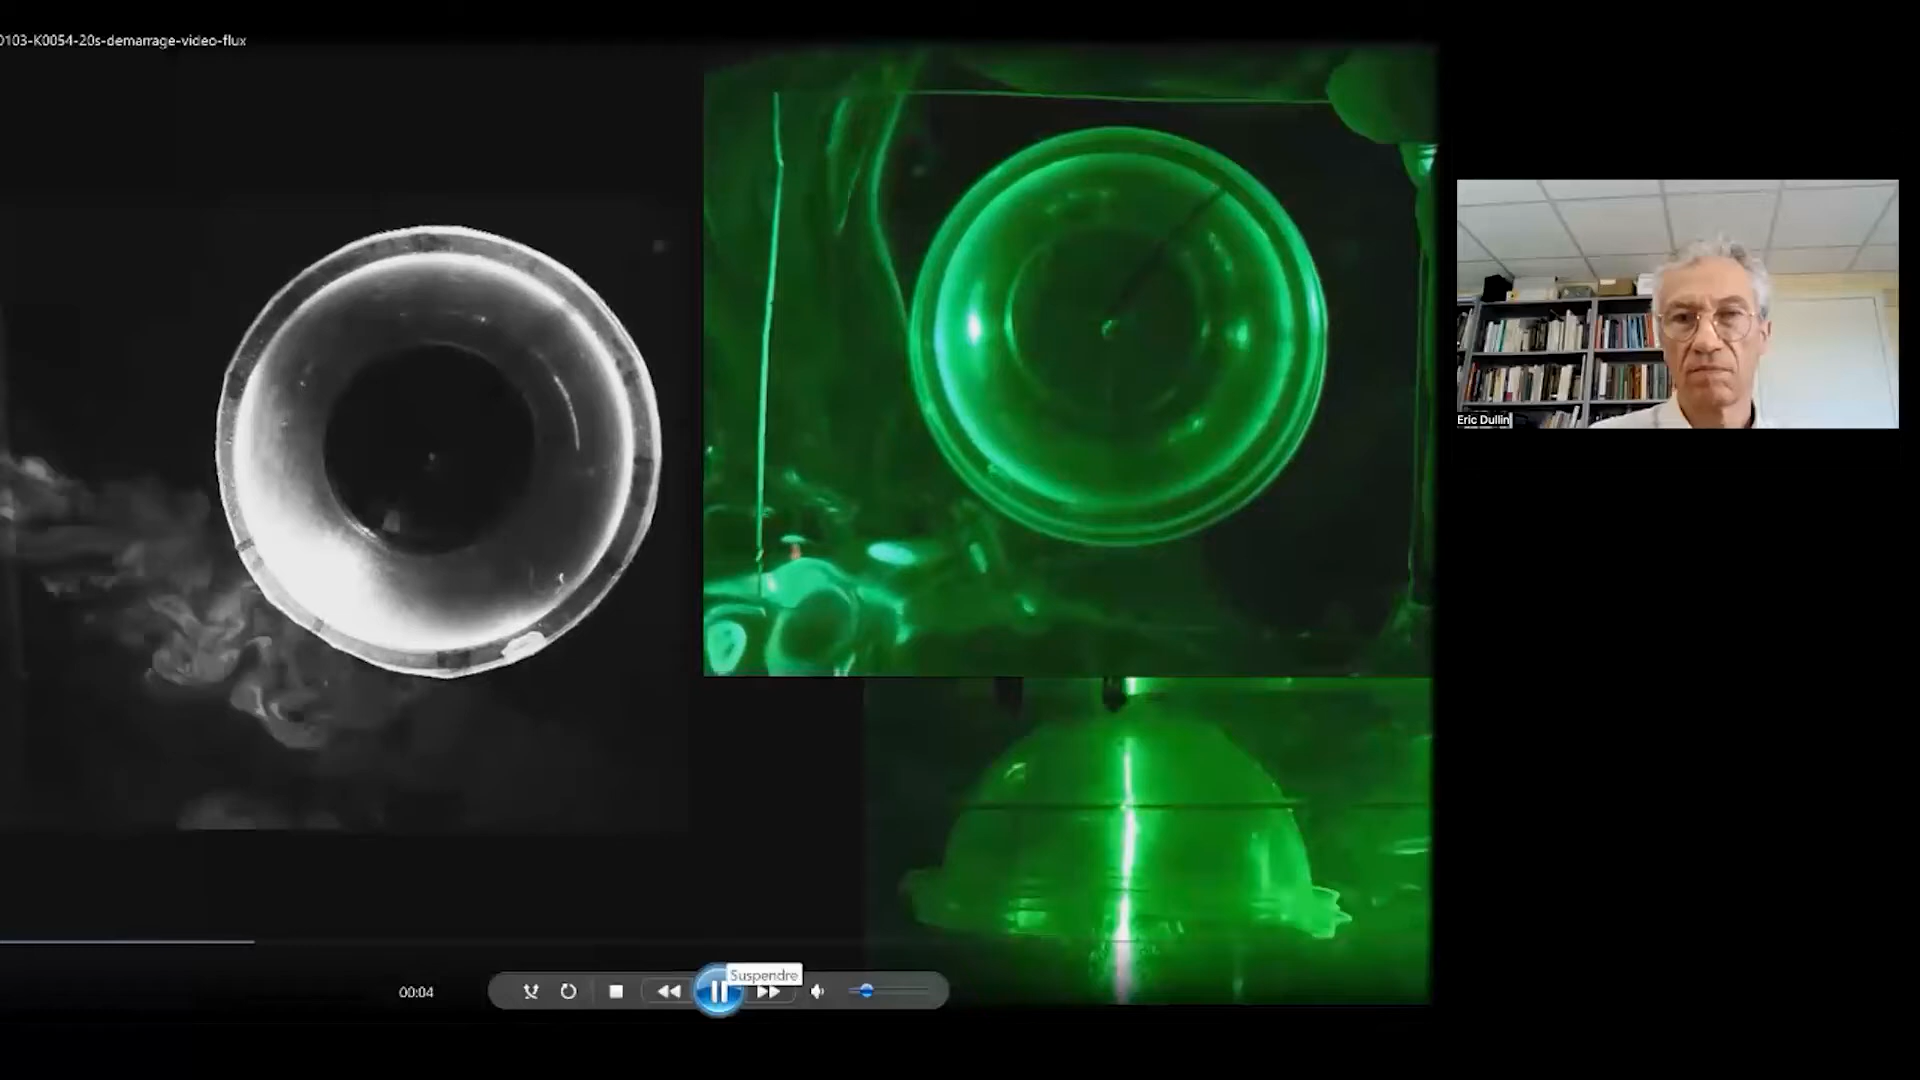 0103-K0054-20s-demarrage-video-flux
Eric Dullin
Suspendre
00:04